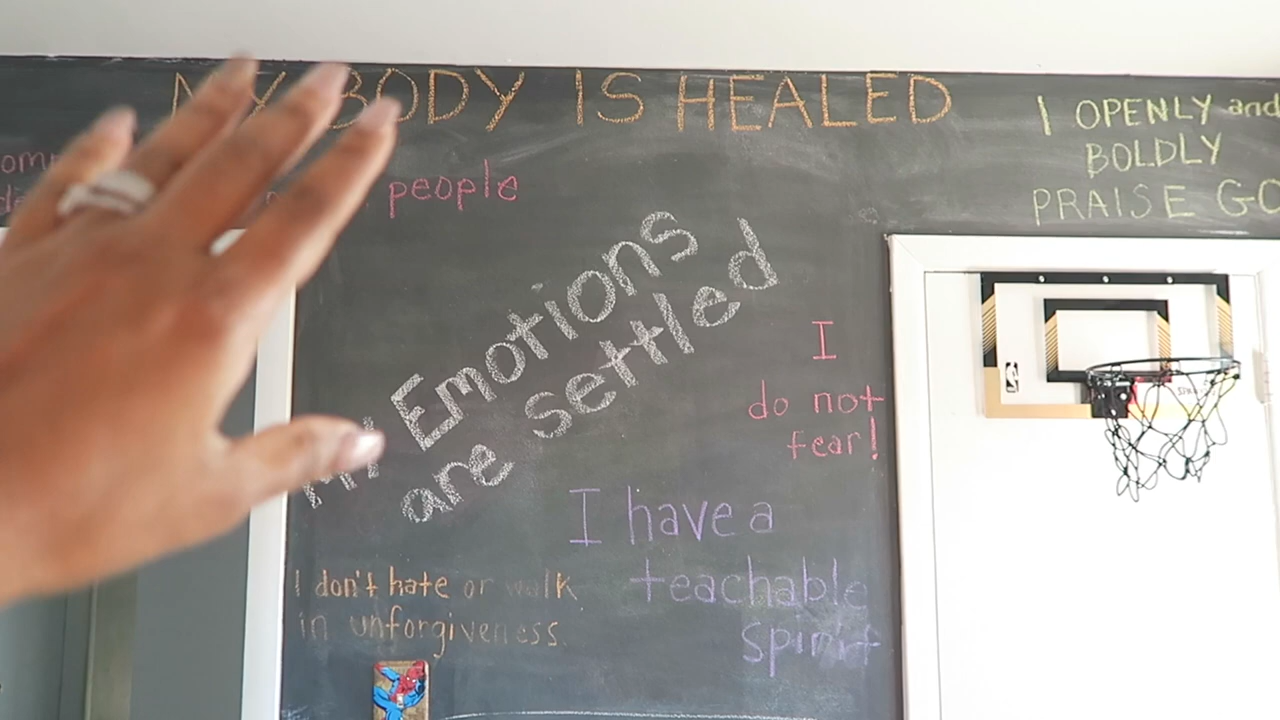 MY BODY IS HEALED
I OPENLY and
BOLDLY
PRAISE
people
Emotions
are settled
I
do not
fear!
I have a
teachable
spirit
I don't hate or walk
in unforgiveness.